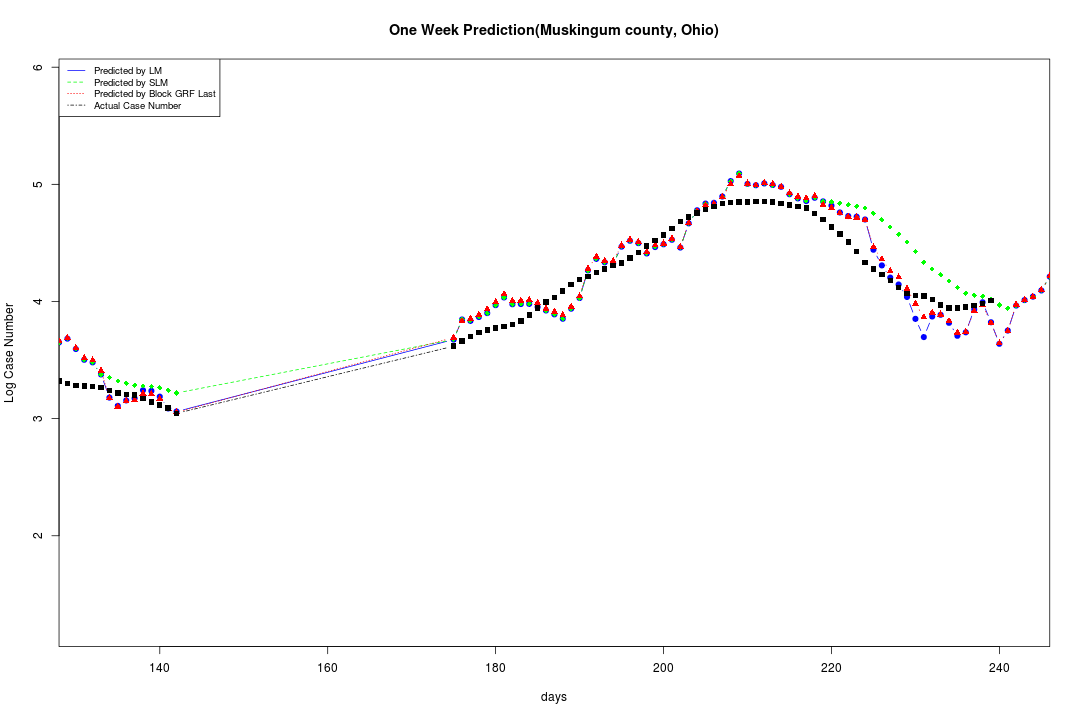 One Week Prediction(Muskingum county, Ohio)
Predicted by LM
Predicted by SLM
Predicted by Block GRF Last
Actual Case Number
6
5
4
3
2
Log Case Number
140 160 180 200 220 240
days